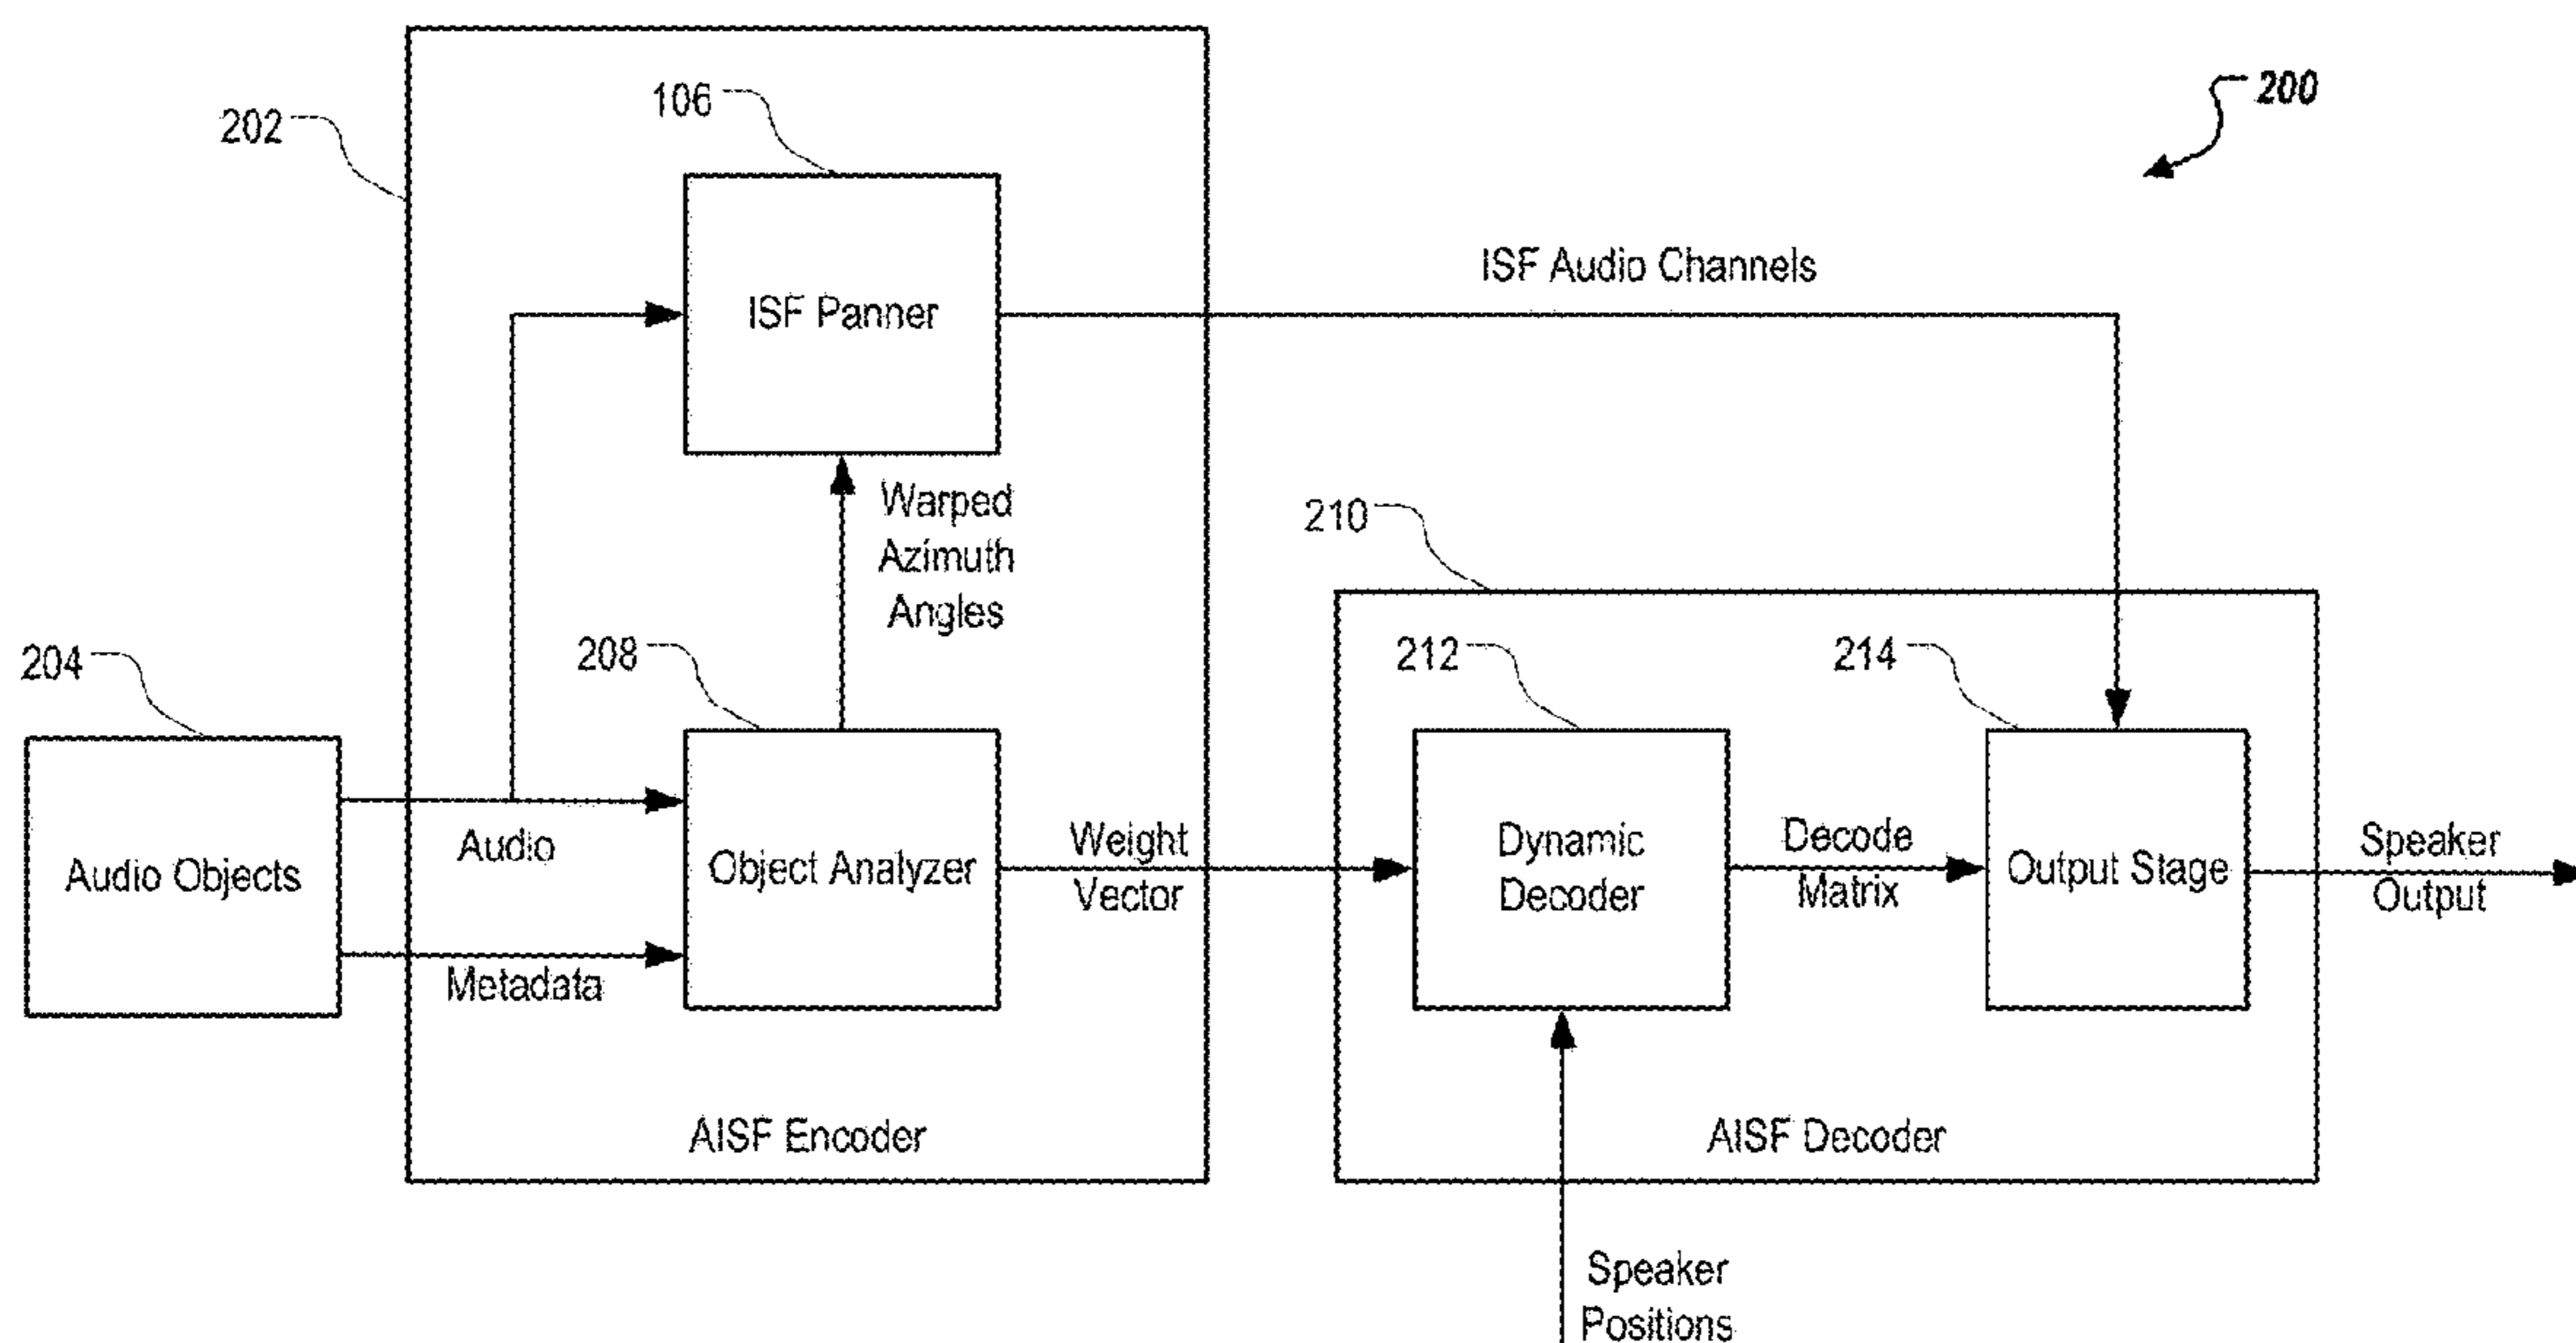 200
202
106
ISF Panner
ISF Audio Channels
Warped
Azimuth
Angles
210
204
208
212
214
Audio Objects
Audio
Metadata
Object Analyzer
Weight
Vector
Dynamic
Decoder
Decode
Matrix
Output Stage
Speaker
Output
AISF Encoder
AISF Decoder
Speaker
Positions